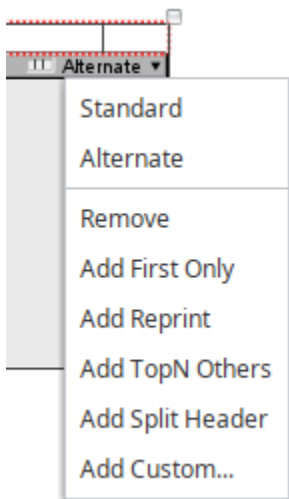 Alternate
Standard
Alternate
Remove
Add First Only
Add Reprint
Add TopN Others
Add Split Header
Add Custom...